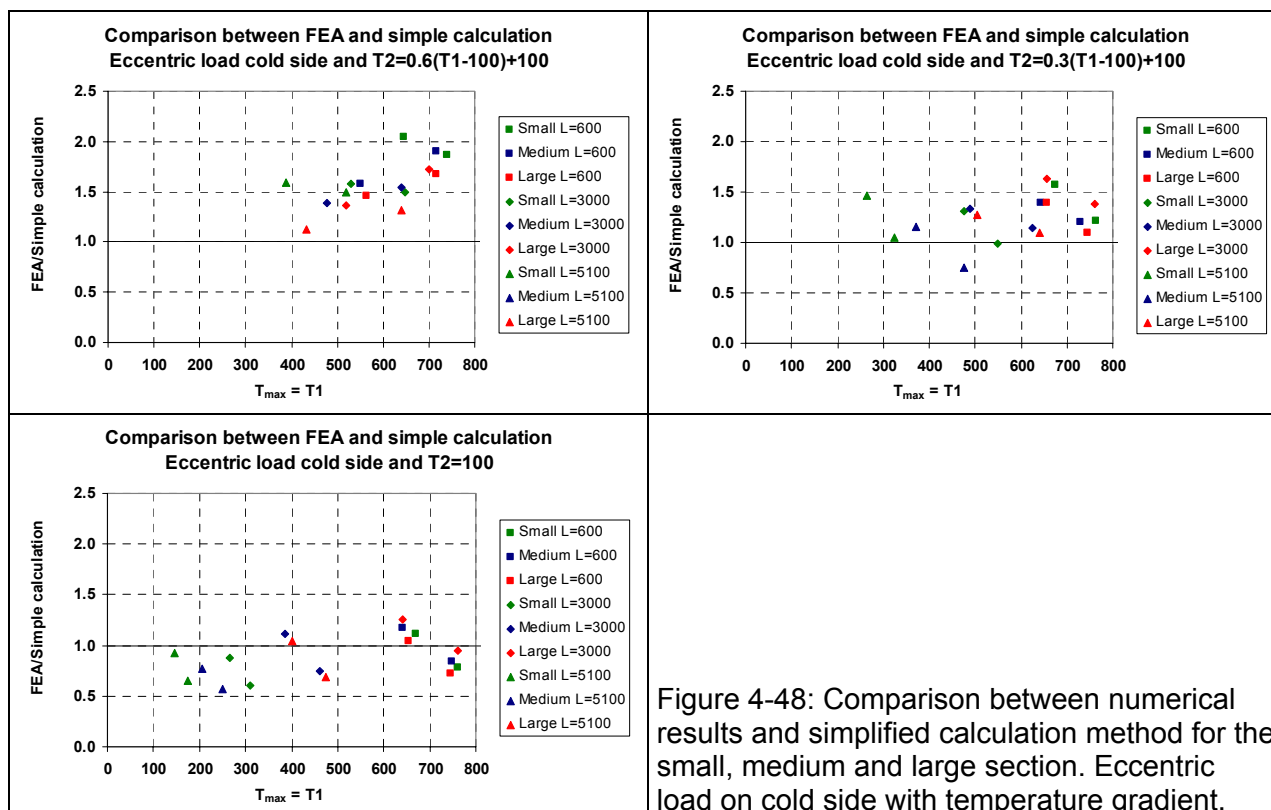 Comparison between FEA and simple calculation
Eccentric load cold side and T2=0.6(T1-100)+100
FEA/Simple calculation
2.5
2.0
1.5
1.0
0.5
0.0
0 100 200 300 400 500 600 700 800
Tmax = T1
Small L=600
Medium L=600
Large L=600
Small L=3000
Medium L=3000
Large L=3000
Small L=5100
Medium L=5100
Large L=5100
Comparison between FEA and simple calculation
Eccentric load cold side and T2=0.3(T1-100)+100
FEA/Simple calculation
2.5
2.0
1.5
1.0
0.5
0.0
0 100 200 300 400 500 600 700 800
Tmax = T1
Small L=600
Medium L=600
Large L=600
Small L=3000
Medium L=3000
Large L=3000
Small L=5100
Medium L=5100
Large L=5100
Comparison between FEA and simple calculation
Eccentric load cold side and T2=100
FEA/Simple calculation
2.5
2.0
1.5
1.0
0.5
0.0
0 100 200 300 400 500 600 700 800
Tmax = T1
Small L=600
Medium L=600
Large L=600
Small L=3000
Medium L=3000
Large L=3000
Small L=5100
Medium L=5100
Large L=5100
Figure 4-48: Comparison between numerical
results and simplified calculation method for the
small, medium and large section. Eccentric
load on cold side with temperature gradient.